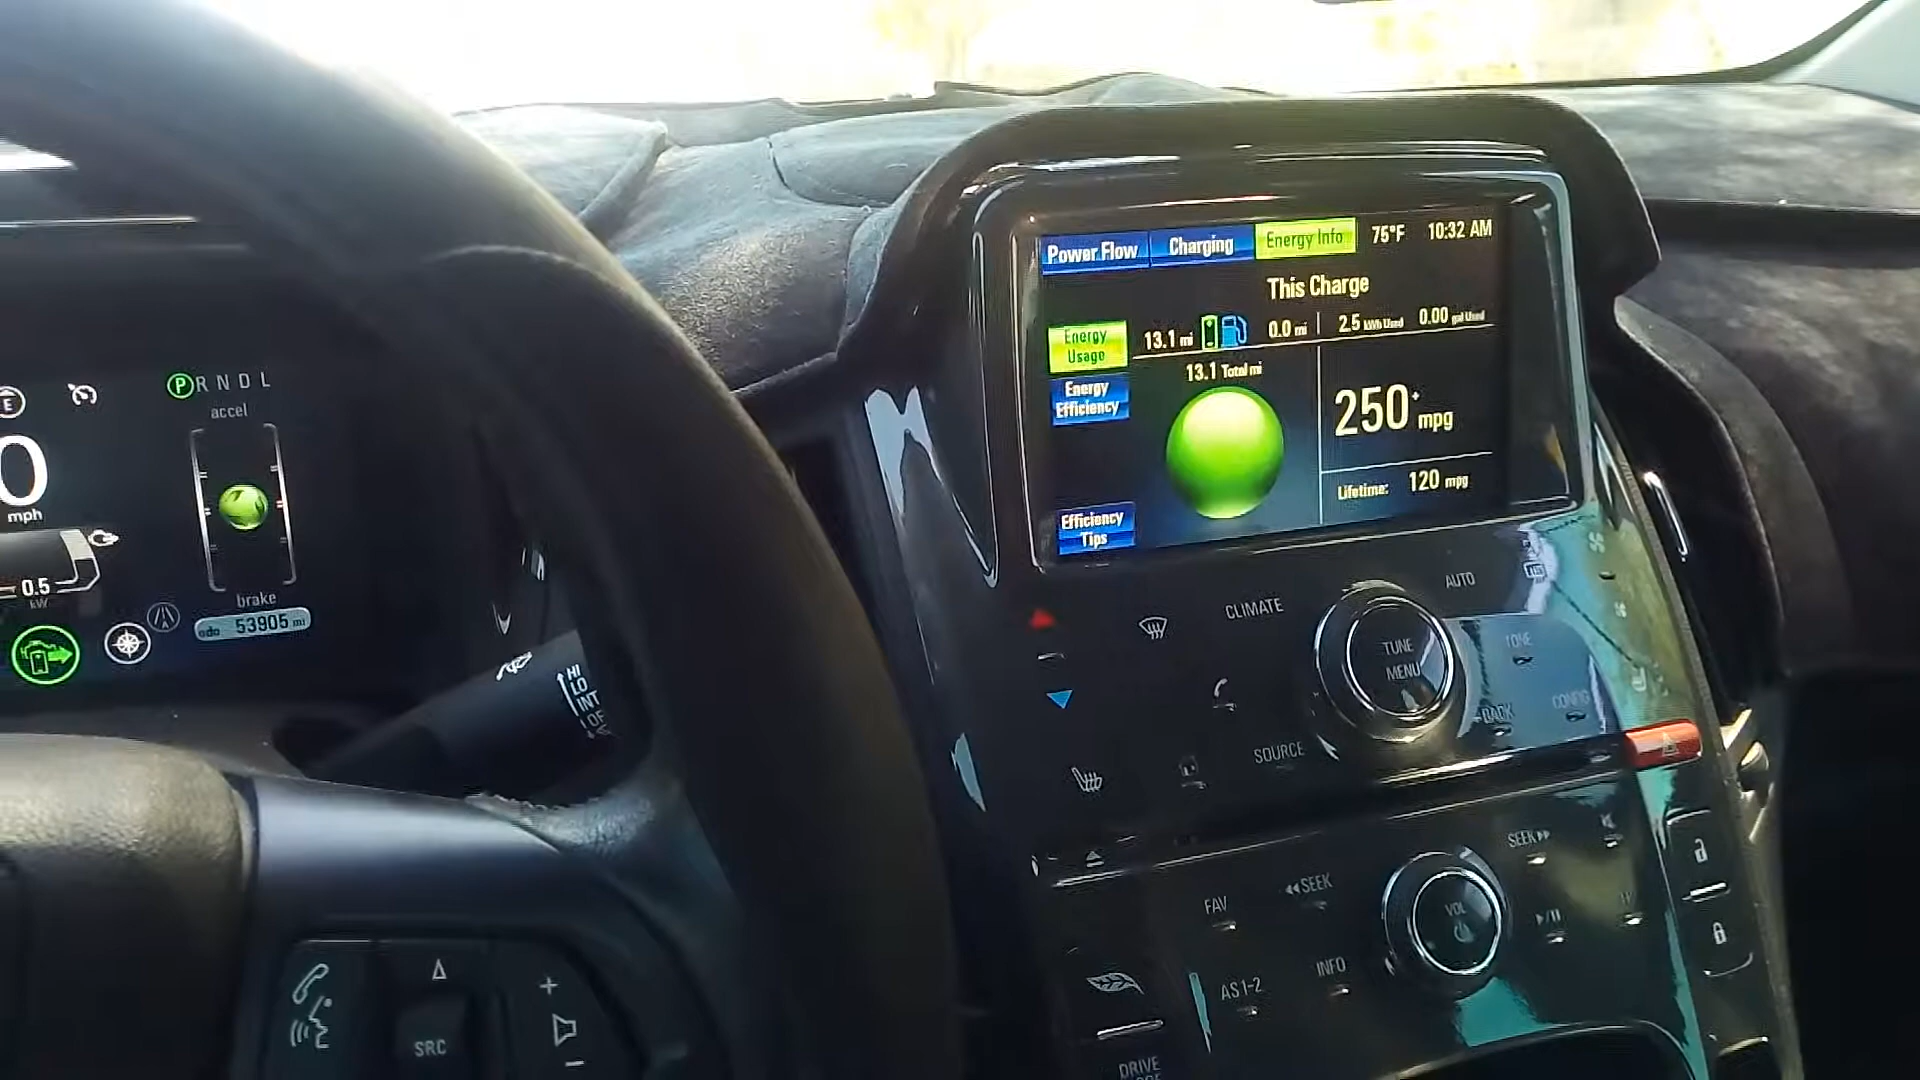 E
P R N D L
accel
0
mph
0.5
kW
brake
odo 53905 mi
HI
LO
INT
SRC
Power Flow Charging Energy Info 75°F 10:32 AM
This Charge
Energy Usage
13.1 mi 0.0 mi 2.5 kWh Used 0.00 gal Used
13.1 Total mi
Energy Efficiency
250+ mpg
Lifetime: 120 mpg
Efficiency Tips
CLIMATE
AUTO
TUNE
MENU
TONE
BACK
CONFIG
SOURCE
SEEK
SEEK
FAV
VOL
INFO
AS 1-2
DRIVE